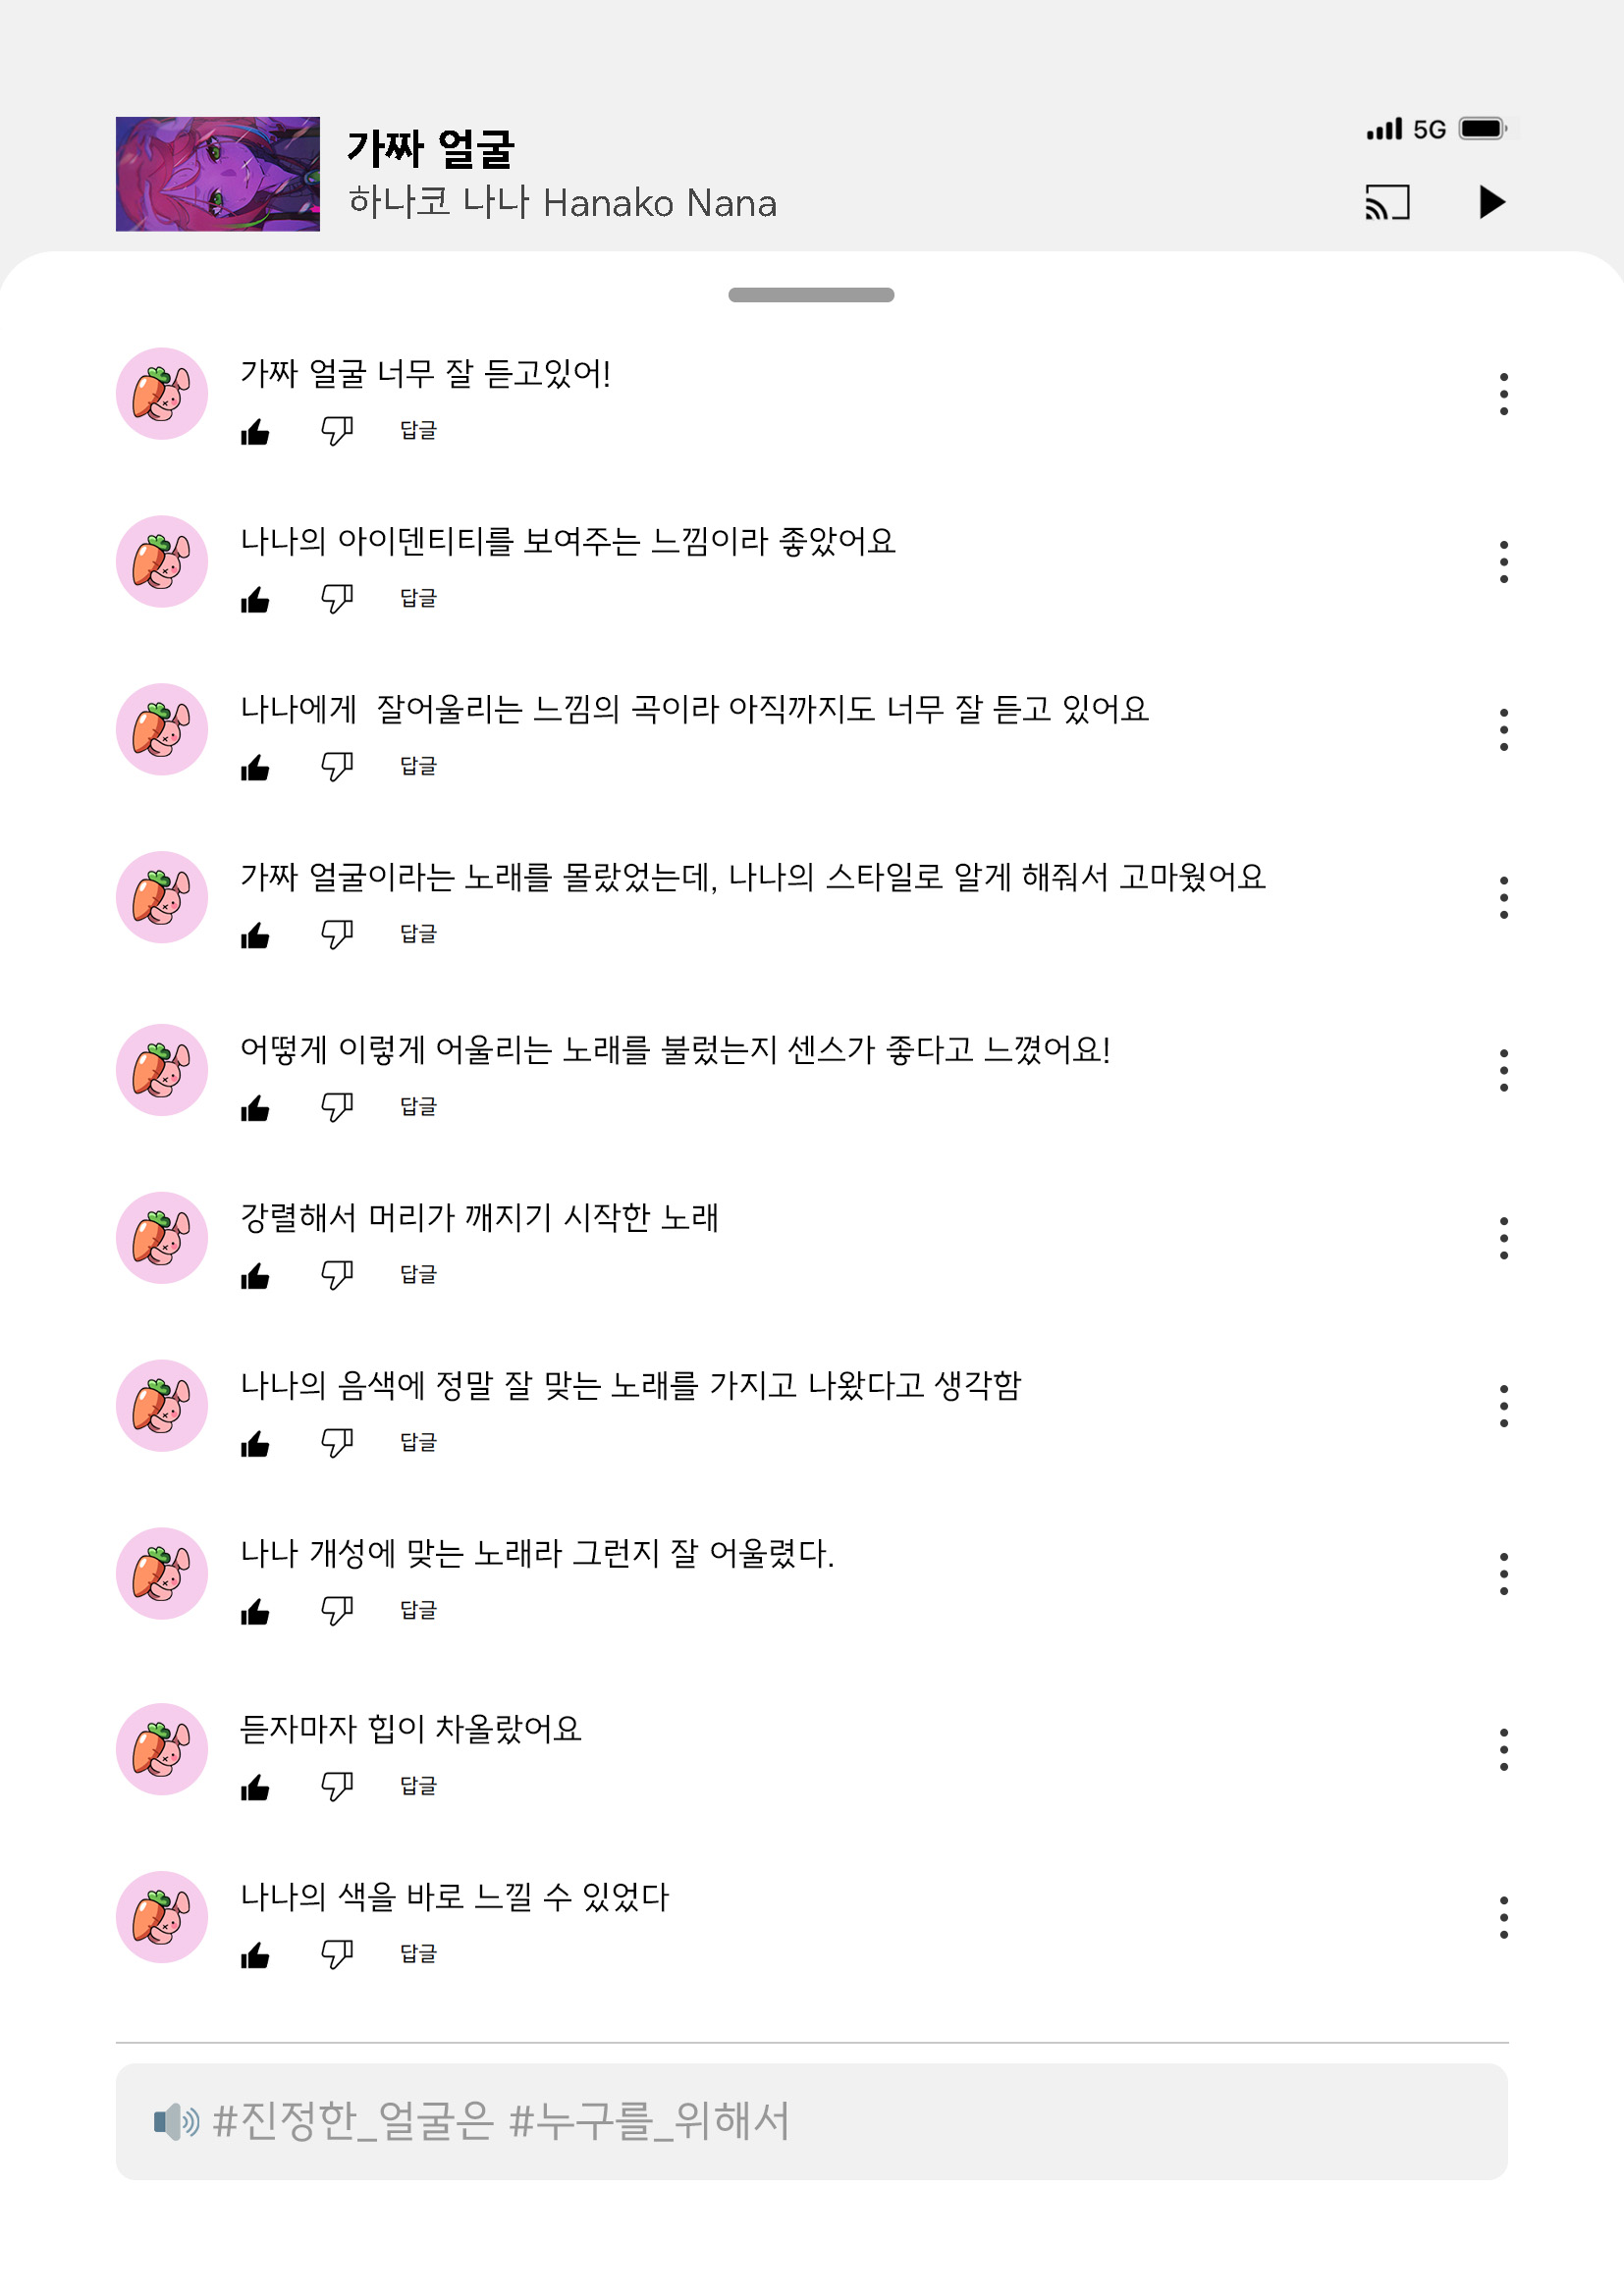 가짜 얼굴
하나코 나나 Hanako Nana
5G
가짜 얼굴 너무 잘 듣고있어!
답글
나나의 아이덴티티를 보여주는 느낌이라 좋았어요
답글
나나에게  잘어울리는 느낌의 곡이라 아직까지도 너무 잘 듣고 있어요
답글
가짜 얼굴이라는 노래를 몰랐었는데, 나나의 스타일로 알게 해줘서 고마웠어요
답글
어떻게 이렇게 어울리는 노래를 불렀는지 센스가 좋다고 느꼈어요!
답글
강렬해서 머리가 깨지기 시작한 노래
답글
나나의 음색에 정말 잘 맞는 노래를 가지고 나왔다고 생각함
답글
나나 개성에 맞는 노래라 그런지 잘 어울렸다.
답글
듣자마자 힙이 차올랐어요
답글
나나의 색을 바로 느낄 수 있었다
답글
#진정한_얼굴은 #누구를_위해서